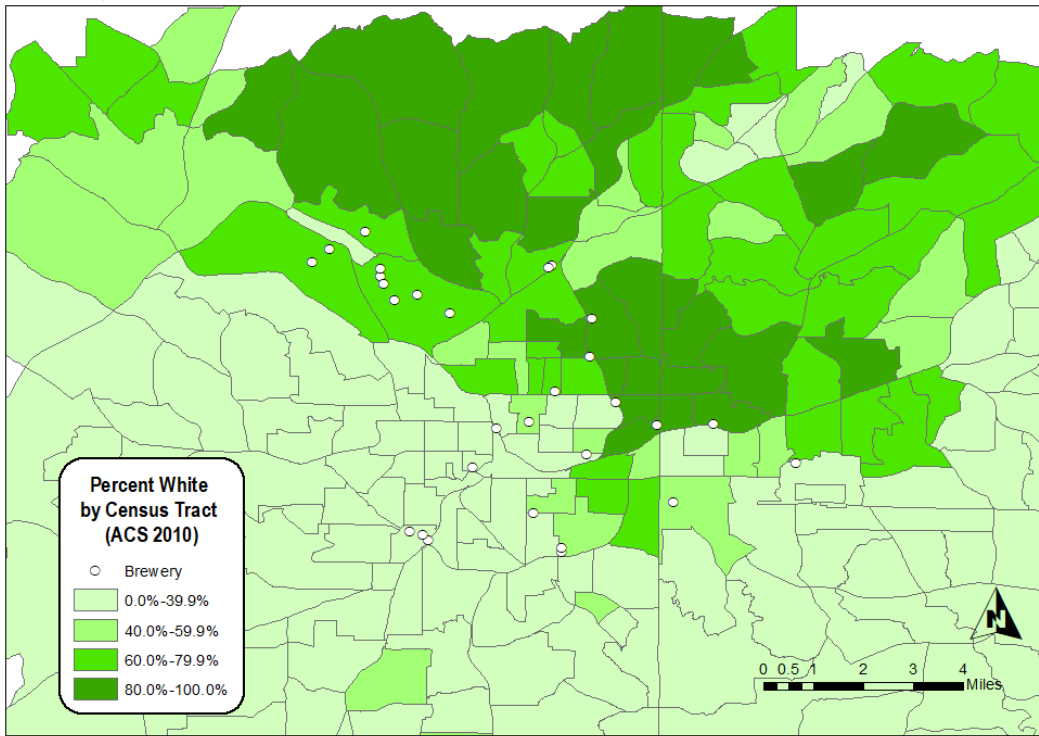 Percent White
by Census Tract
(ACS 2010)
Brewery
0.0%-39.9%
40.0%-59.9%
60.0%-79.9%
80.0%-100.0%
N
0 0.5 1 2 3 4
Miles